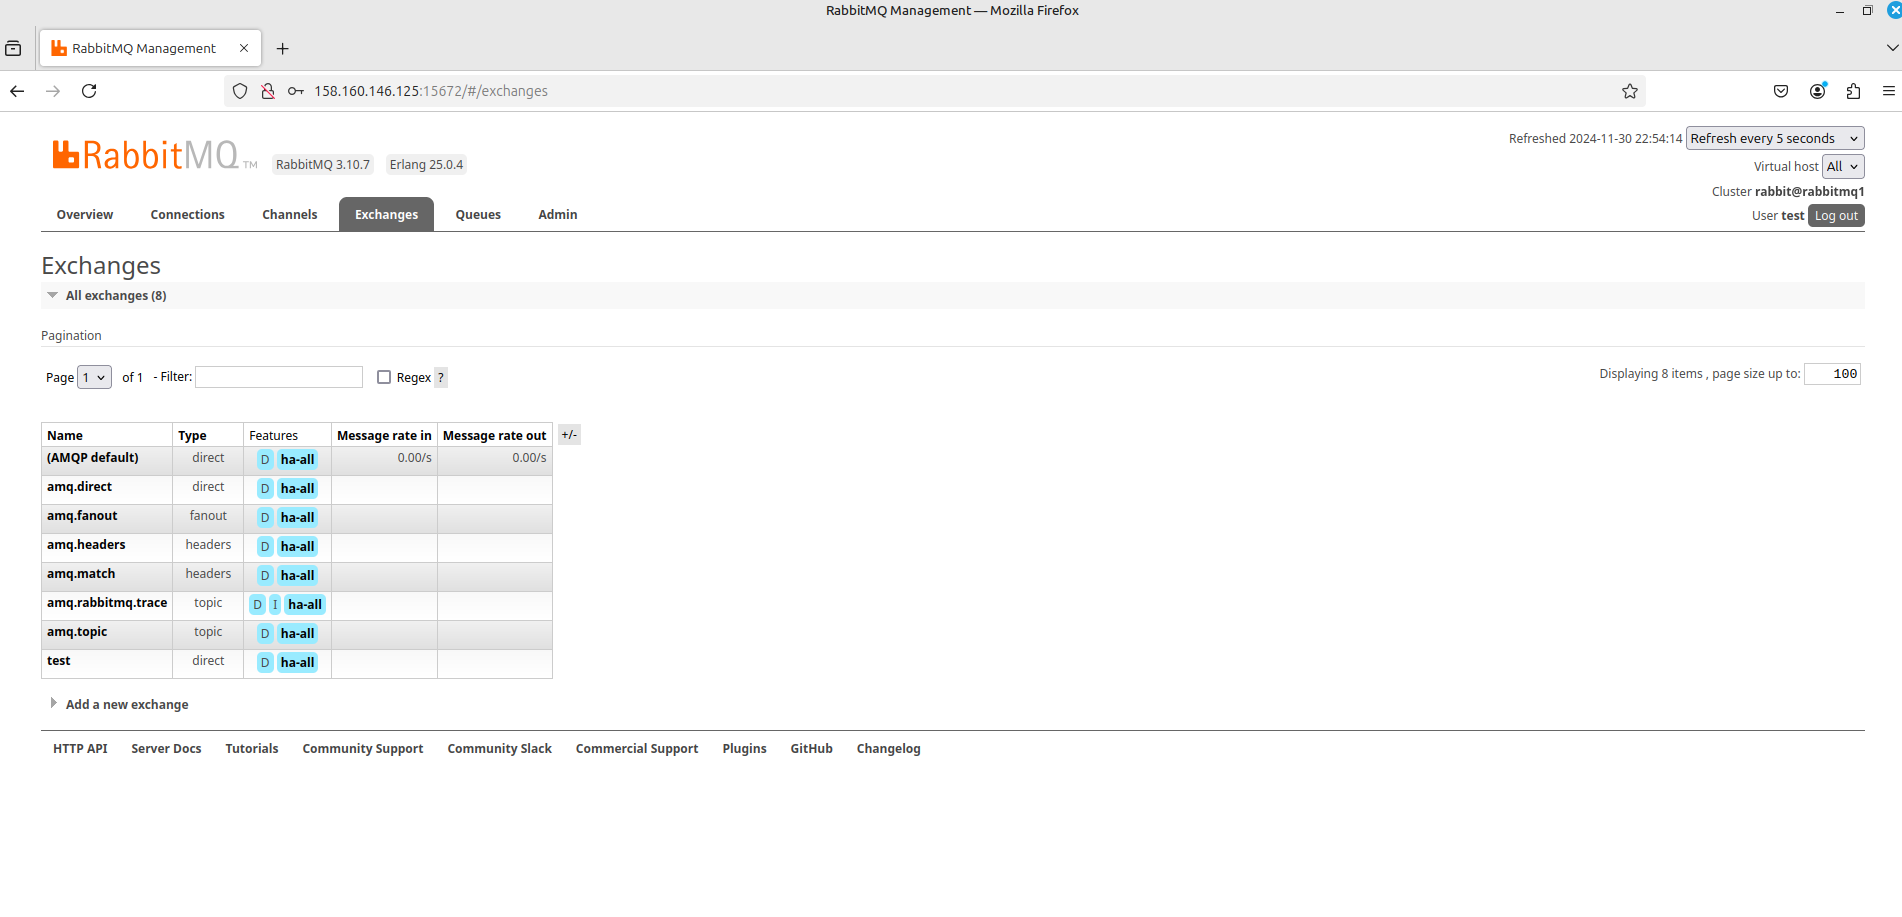 RabbitMQ Management — Mozilla Firefox
RabbitMQ Management
158.160.146.125:15672/#/exchanges
RabbitMQ TM RabbitMQ 3.10.7 Erlang 25.0.4
Refreshed 2024-11-30 22:54:14 Refresh every 5 seconds
Virtual host All
Cluster rabbit@rabbitmq1
User test Log out
Overview Connections Channels Exchanges Queues Admin
Exchanges
All exchanges (8)
Pagination
Page 1 of 1 - Filter: Regex ? Displaying 8 items , page size up to: 100
Name Type Features Message rate in Message rate out +/-
(AMQP default) direct D ha-all 0.00/s 0.00/s
amq.direct direct D ha-all
amq.fanout fanout D ha-all
amq.headers headers D ha-all
amq.match headers D ha-all
amq.rabbitmq.trace topic D I ha-all
amq.topic topic D ha-all
test direct D ha-all
Add a new exchange
HTTP API Server Docs Tutorials Community Support Community Slack Commercial Support Plugins GitHub Changelog